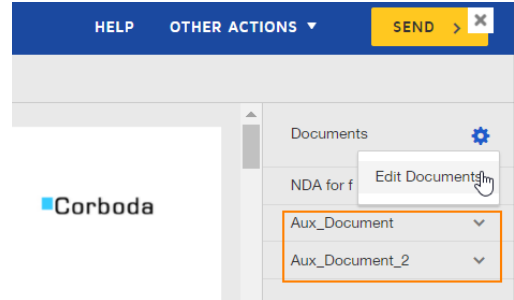 HELP OTHER ACTIONS SEND
Documents
Edit Documents
NDA for f
Corboda
Aux_Document
Aux_Document_2